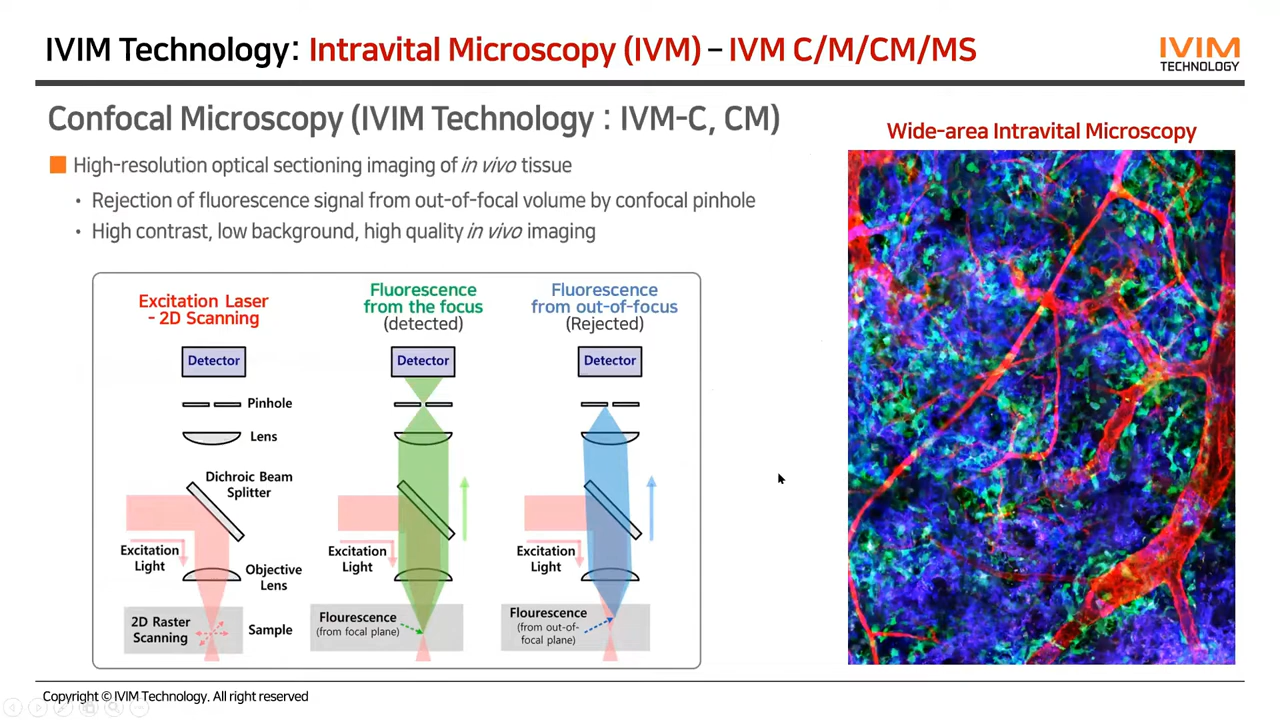 IVIM Technology: Intravital Microscopy (IVM) – IVM C/M/CM/MS
IVIM
TECHNOLOGY
Confocal Microscopy (IVIM Technology : IVM-C, CM)
■ High-resolution optical sectioning imaging of in vivo tissue
• Rejection of fluorescence signal from out-of-focal volume by confocal pinhole
• High contrast, low background, high quality in vivo imaging
Wide-area Intravital Microscopy
Excitation Laser
- 2D Scanning
Detector
Pinhole
Lens
Dichroic Beam
Splitter
Excitation
Light
Objective
Lens
2D Raster
Scanning
Sample
Fluorescence
from the focus
(detected)
Detector
Excitation
Light
Flourescence
(from focal plane)
Fluorescence
from out-of-focus
(Rejected)
Detector
Excitation
Light
Flourescence
(from out-of-
focal plane)
Copyright © IVIM Technology. All right reserved